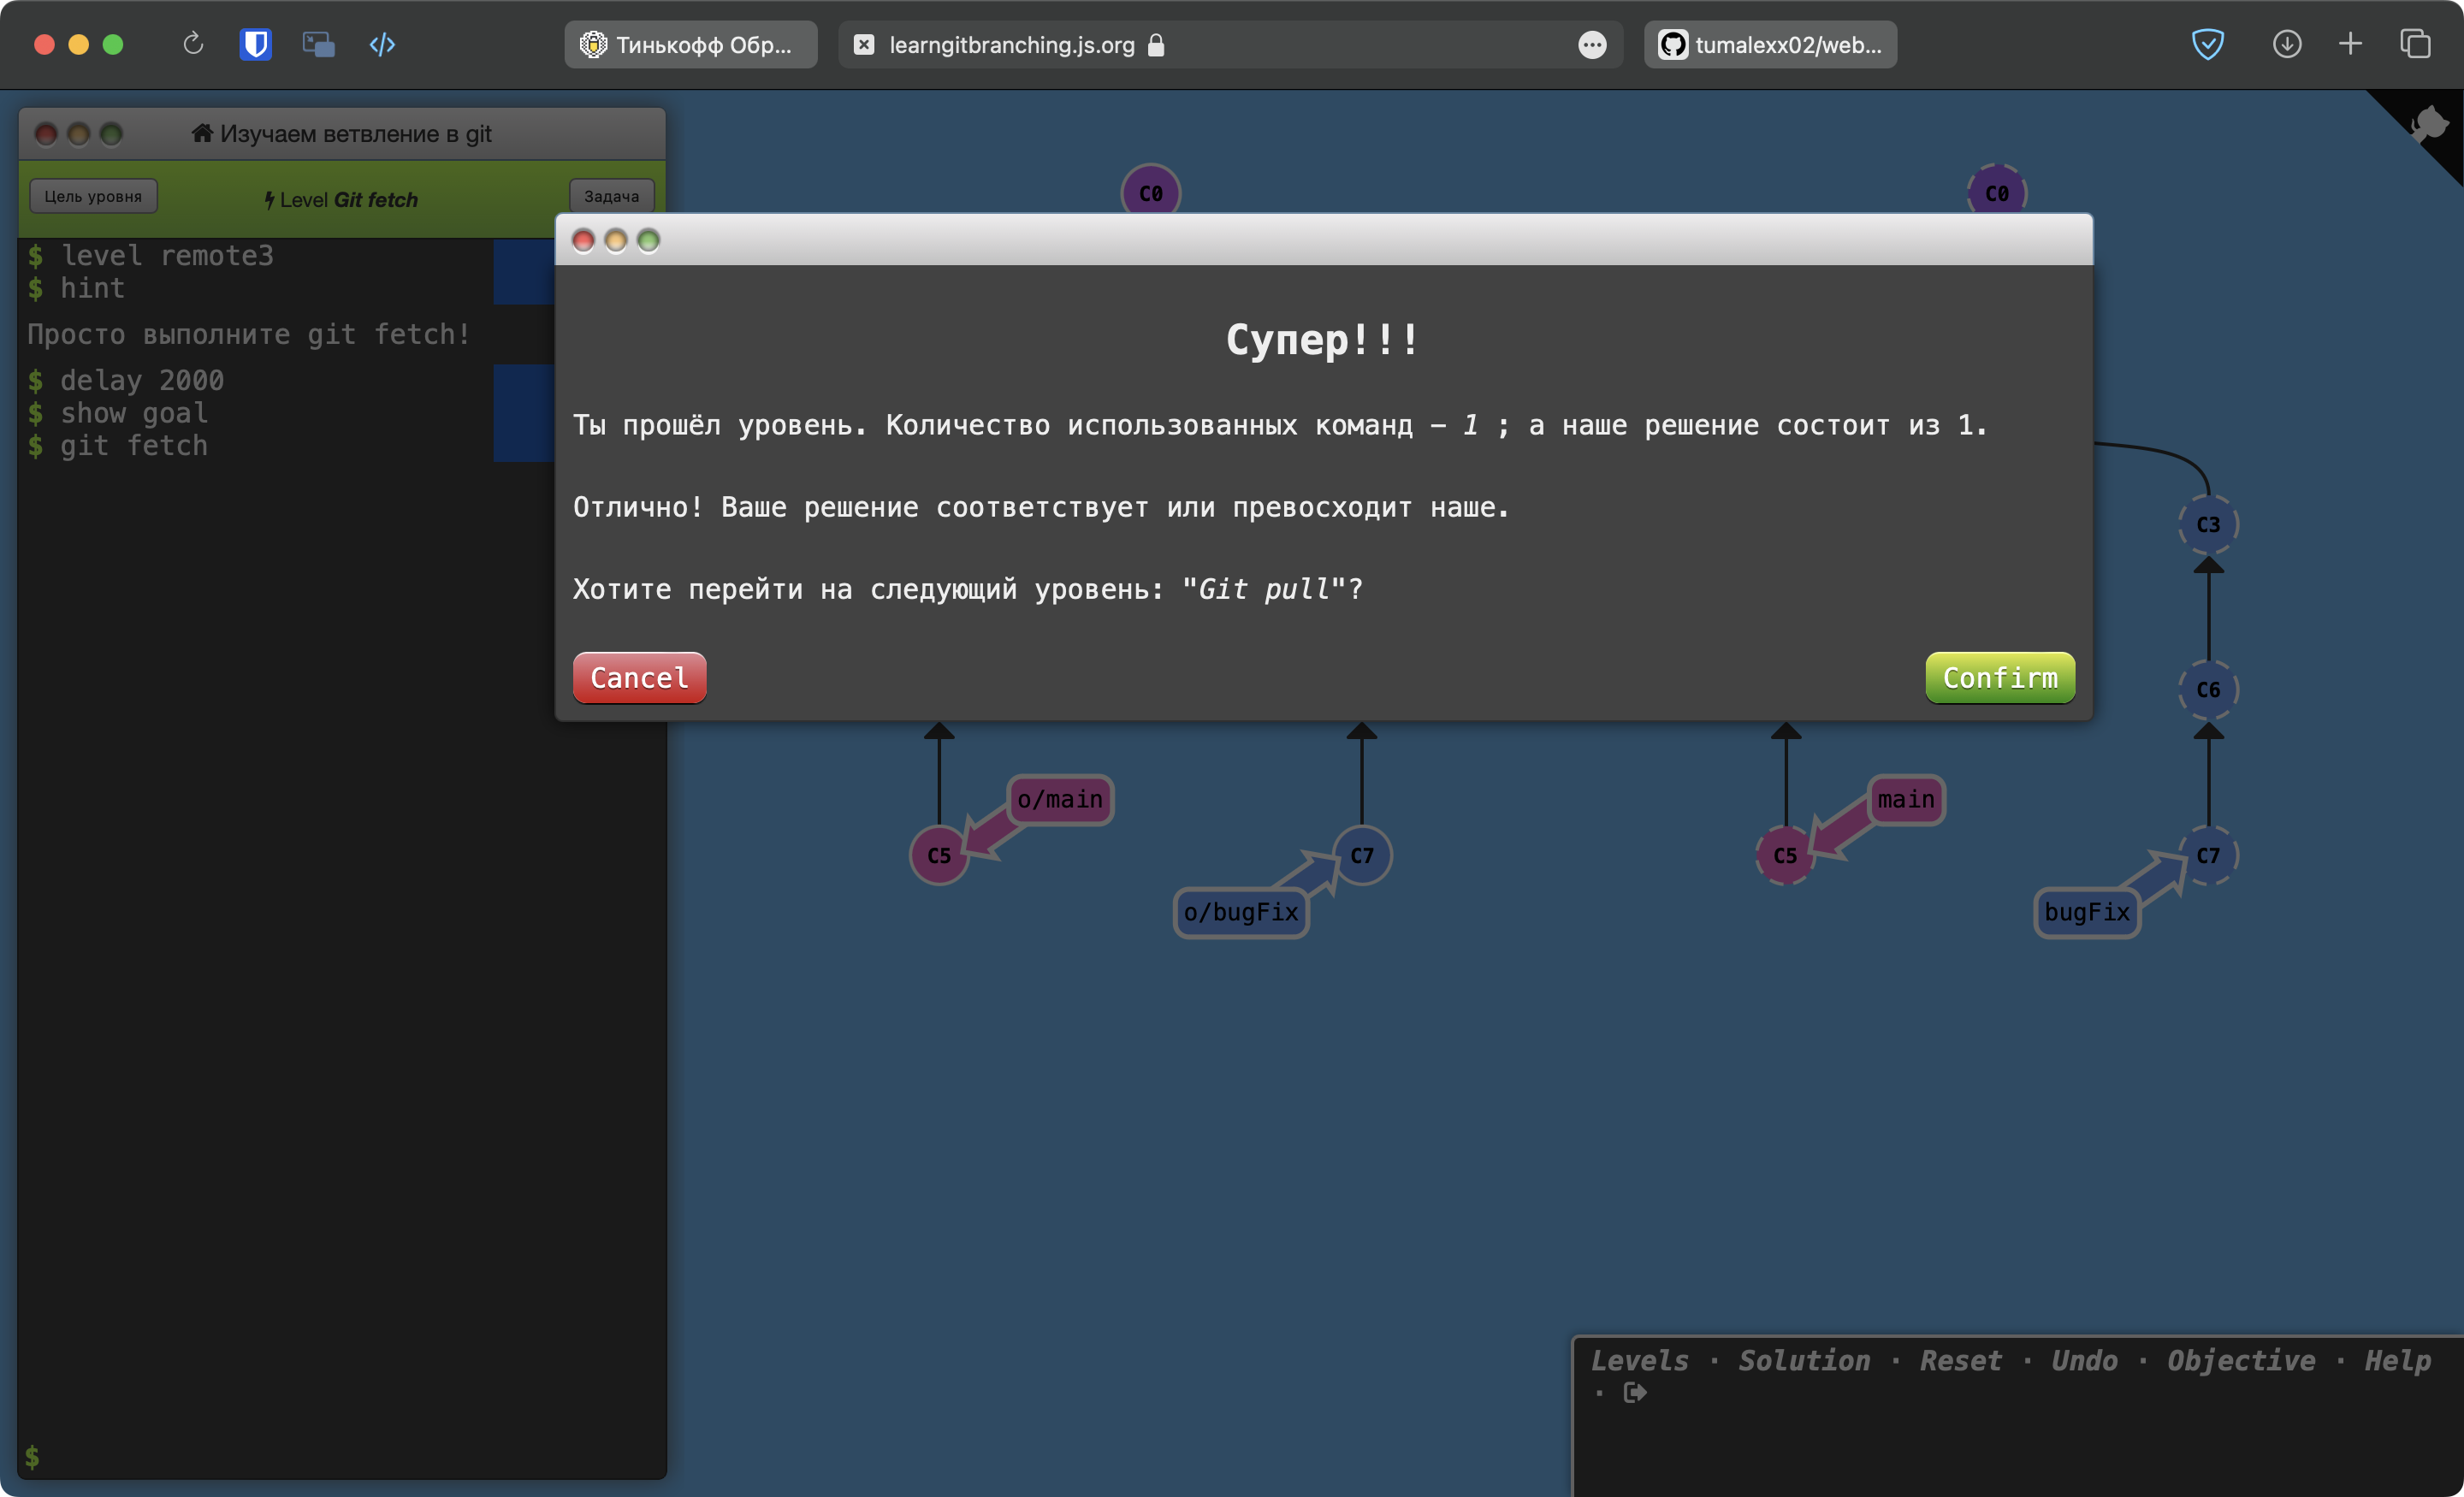 Тинькофф Обр...
learngitbranching.js.org
tumalexx02/web...
Изучаем ветвление в git
Цель уровня
Level Git fetch
Задача
$ level remote3
$ hint
Просто выполните git fetch!
$ delay 2000
$ show goal
$ git fetch
$
C0
C0
Супер!!!
Ты прошёл уровень. Количество использованных команд – 1 ; а наше решение состоит из 1.
Отлично! Ваше решение соответствует или превосходит наше.
Хотите перейти на следующий уровень: "Git pull"?
Cancel
Confirm
C3
C6
o/main
main
C5
C7
C5
C7
o/bugFix
bugFix
Levels · Solution · Reset · Undo · Objective · Help
·